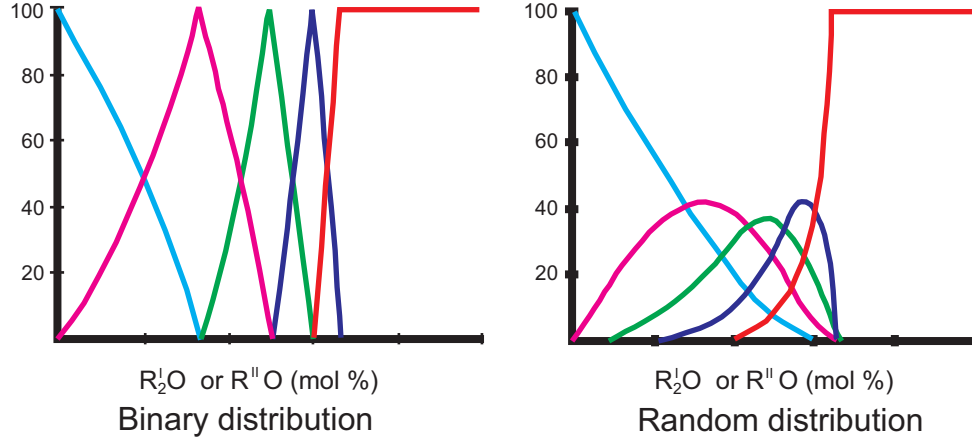 100
80
60
40
20
R₂ᴵO or Rᴵᴵ O (mol %)
Binary distribution
100
80
60
40
20
R₂ᴵO or Rᴵᴵ O (mol %)
Random distribution